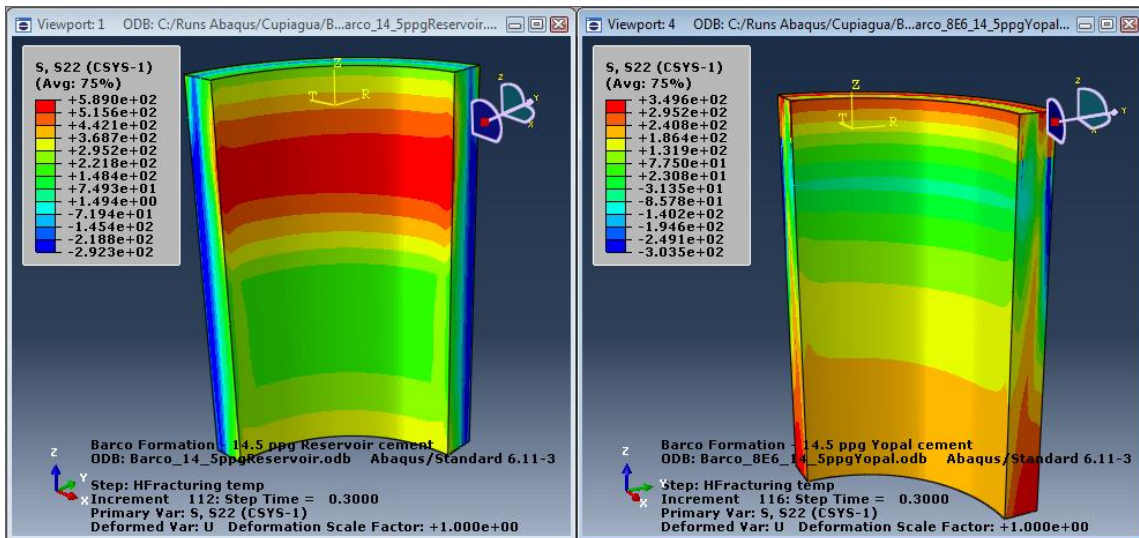 Viewport: 1 ODB: C:/Runs Abaqus/Cupiagua/B...arco_14_5ppgReservoir....
S, S22 (CSYS-1)
(Avg: 75%)
+5.890e+02
+5.156e+02
+4.421e+02
+3.687e+02
+2.952e+02
+2.218e+02
+1.484e+02
+7.493e+01
+1.494e+00
-7.194e+01
-1.454e+02
-2.188e+02
-2.923e+02
Z
T
R
Z
Y
X
Barco Formation - 14.5 ppg Reservoir cement
ODB: Barco_14_5ppgReservoir.odb Abaqus/Standard 6.11-3
Z
Y
X
Step: HFracturing temp
Increment 112: Step Time = 0.3000
Primary Var: S, S22 (CSYS-1)
Deformed Var: U Deformation Scale Factor: +1.000e+00
Viewport: 4 ODB: C:/Runs Abaqus/Cupiagua/B...arco_8E6_14_5ppgYopal...
S, S22 (CSYS-1)
(Avg: 75%)
+3.496e+02
+2.952e+02
+2.408e+02
+1.864e+02
+1.319e+02
+7.750e+01
+2.308e+01
-3.135e+01
-8.578e+01
-1.402e+02
-1.946e+02
-2.491e+02
-3.035e+02
Z
T
R
Z
Y
X
Barco Formation - 14.5 ppg Yopal cement
ODB: Barco_8E6_14_5ppgYopal.odb Abaqus/Standard 6.11-3
Z
Y
X
Step: HFracturing temp
Increment 116: Step Time = 0.3000
Primary Var: S, S22 (CSYS-1)
Deformed Var: U Deformation Scale Factor: +1.000e+00